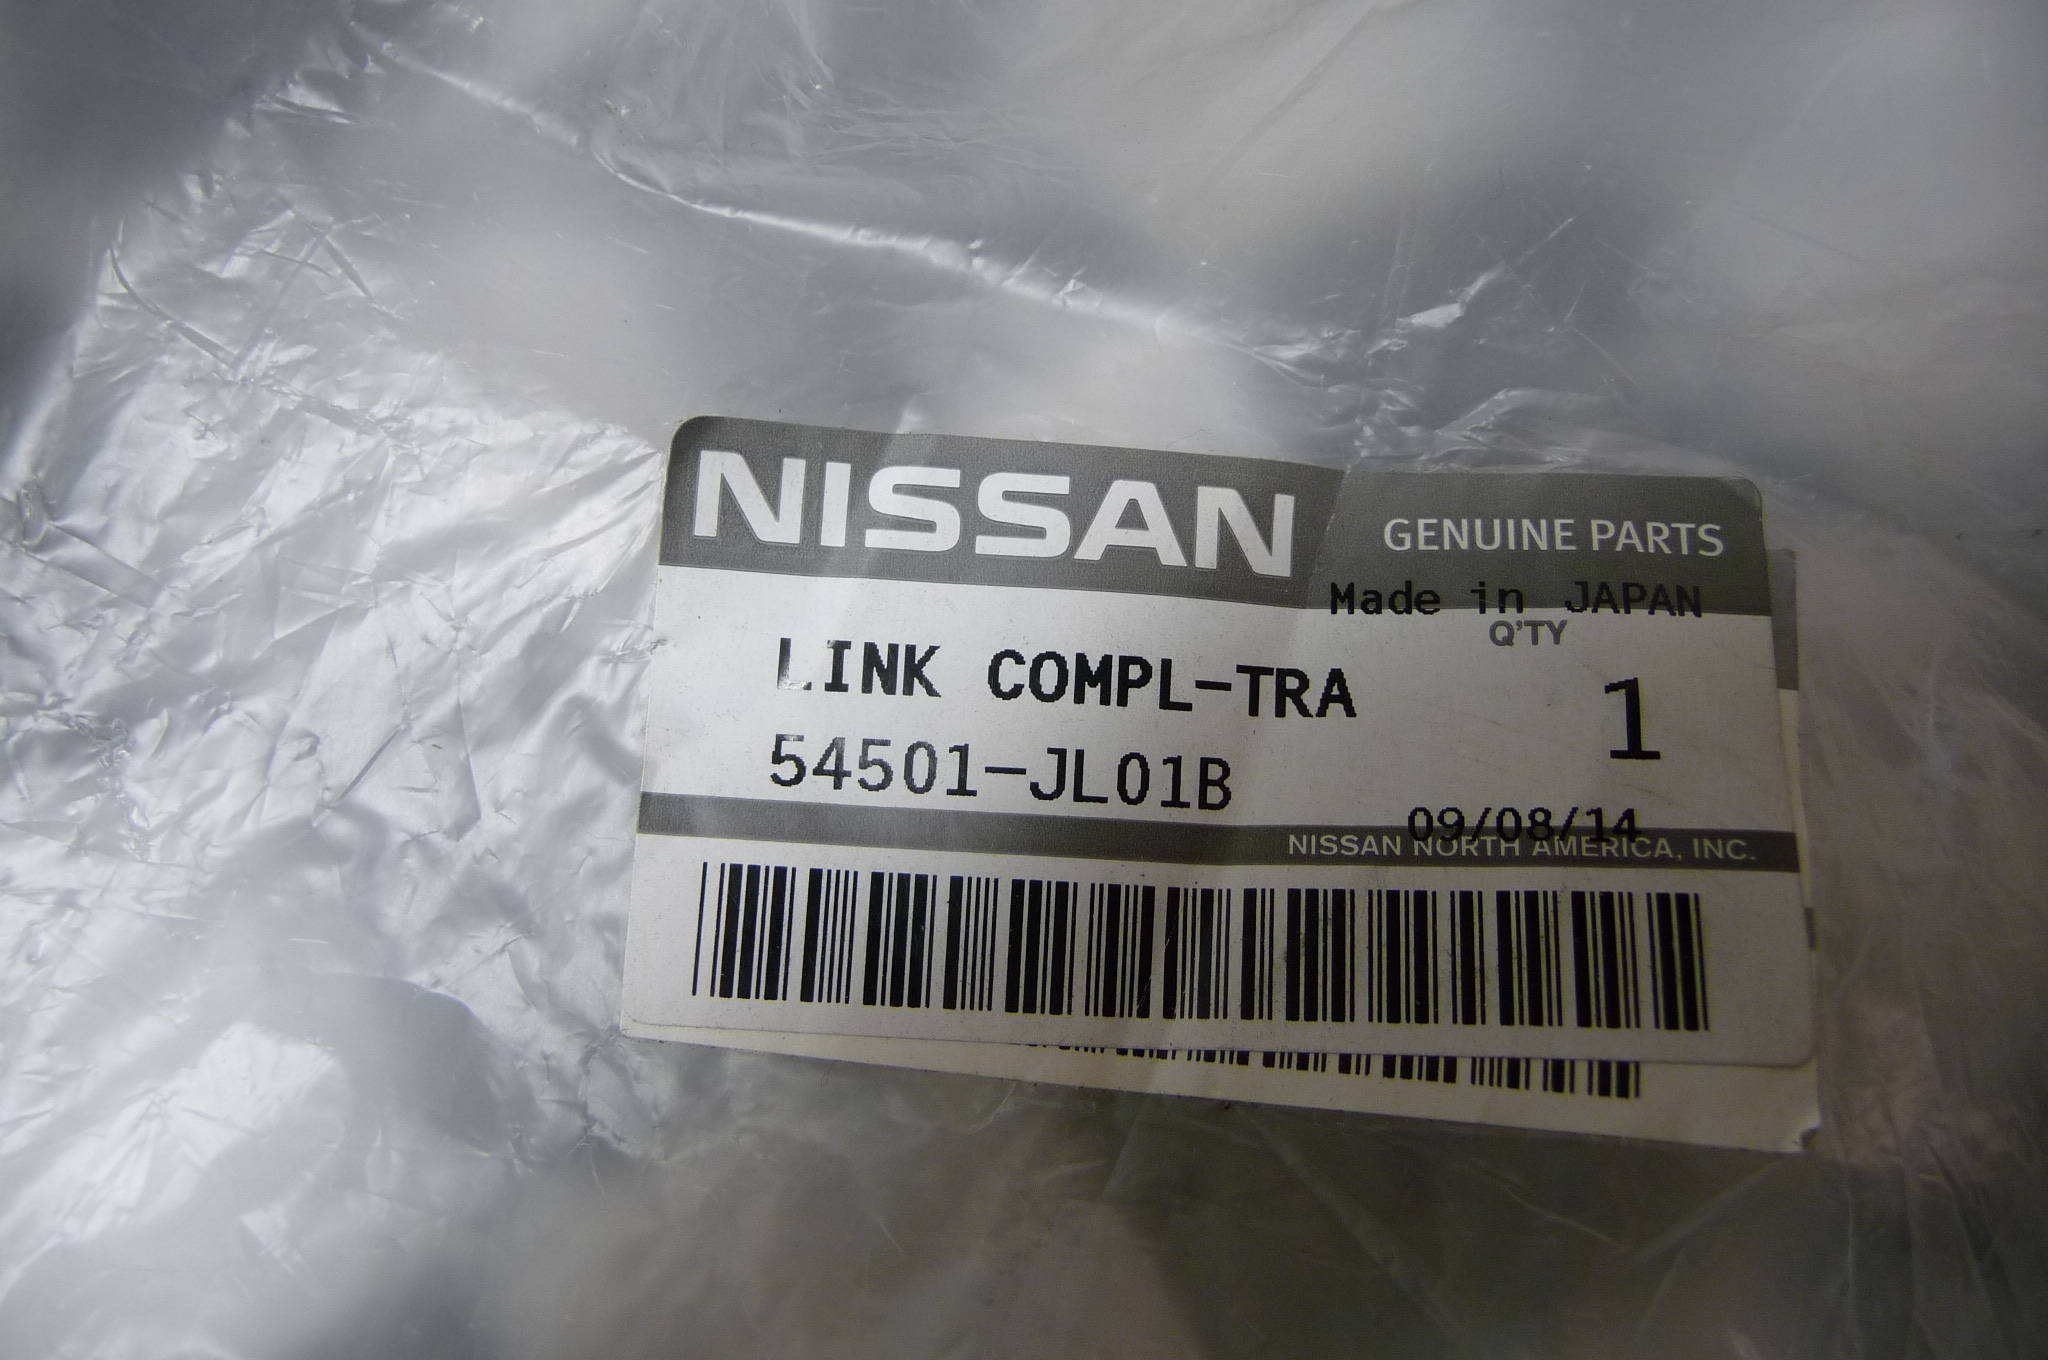 NISSAN
GENUINE PARTS
Made in JAPAN
Q'TY
LINK COMPL-TRA
1
54501-JL01B
09/08/14
NISSAN NORTH AMERICA, INC.